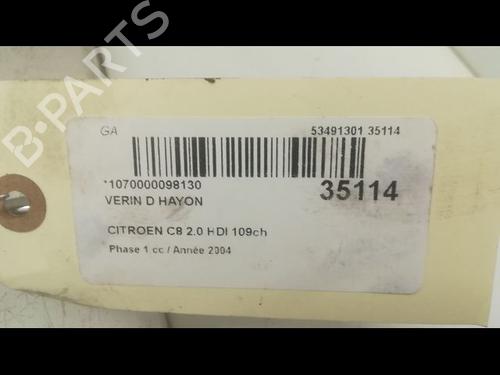 B-PARTS
GA
53491301 35114
*1070000098130
35114
VERIN D HAYON
CITROEN C8 2.0 HDI 109ch
Phase 1 cc / Année 2004